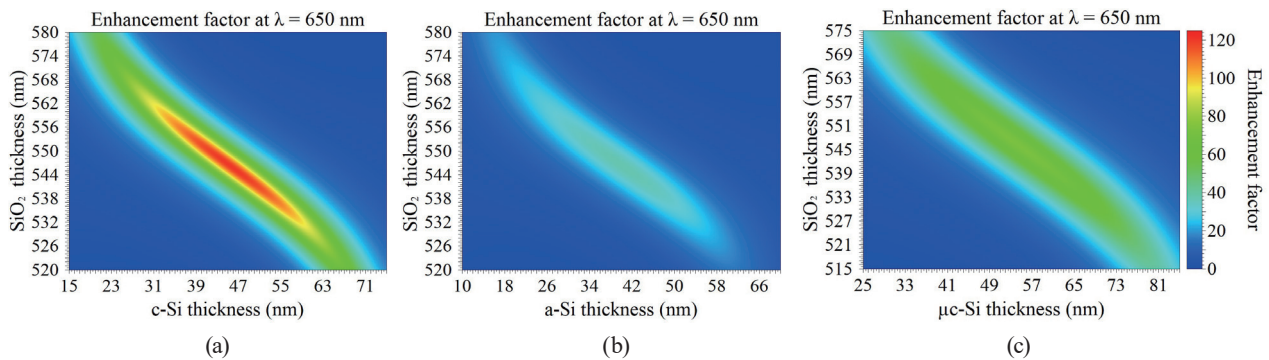 Enhancement factor at λ = 650 nm
580
574
568
562
556
550
544
538
532
526
520
SiO₂ thickness (nm)
15 23 31 39 47 55 63 71
c-Si thickness (nm)
(a)
Enhancement factor at λ = 650 nm
580
574
568
562
556
550
544
538
532
526
520
SiO₂ thickness (nm)
10 18 26 34 42 50 58 66
a-Si thickness (nm)
(b)
Enhancement factor at λ = 650 nm
575
569
563
557
551
545
539
533
527
521
515
SiO₂ thickness (nm)
25 33 41 49 57 65 73 81
μc-Si thickness (nm)
(c)
120
100
80
60
40
20
0
Enhancement factor